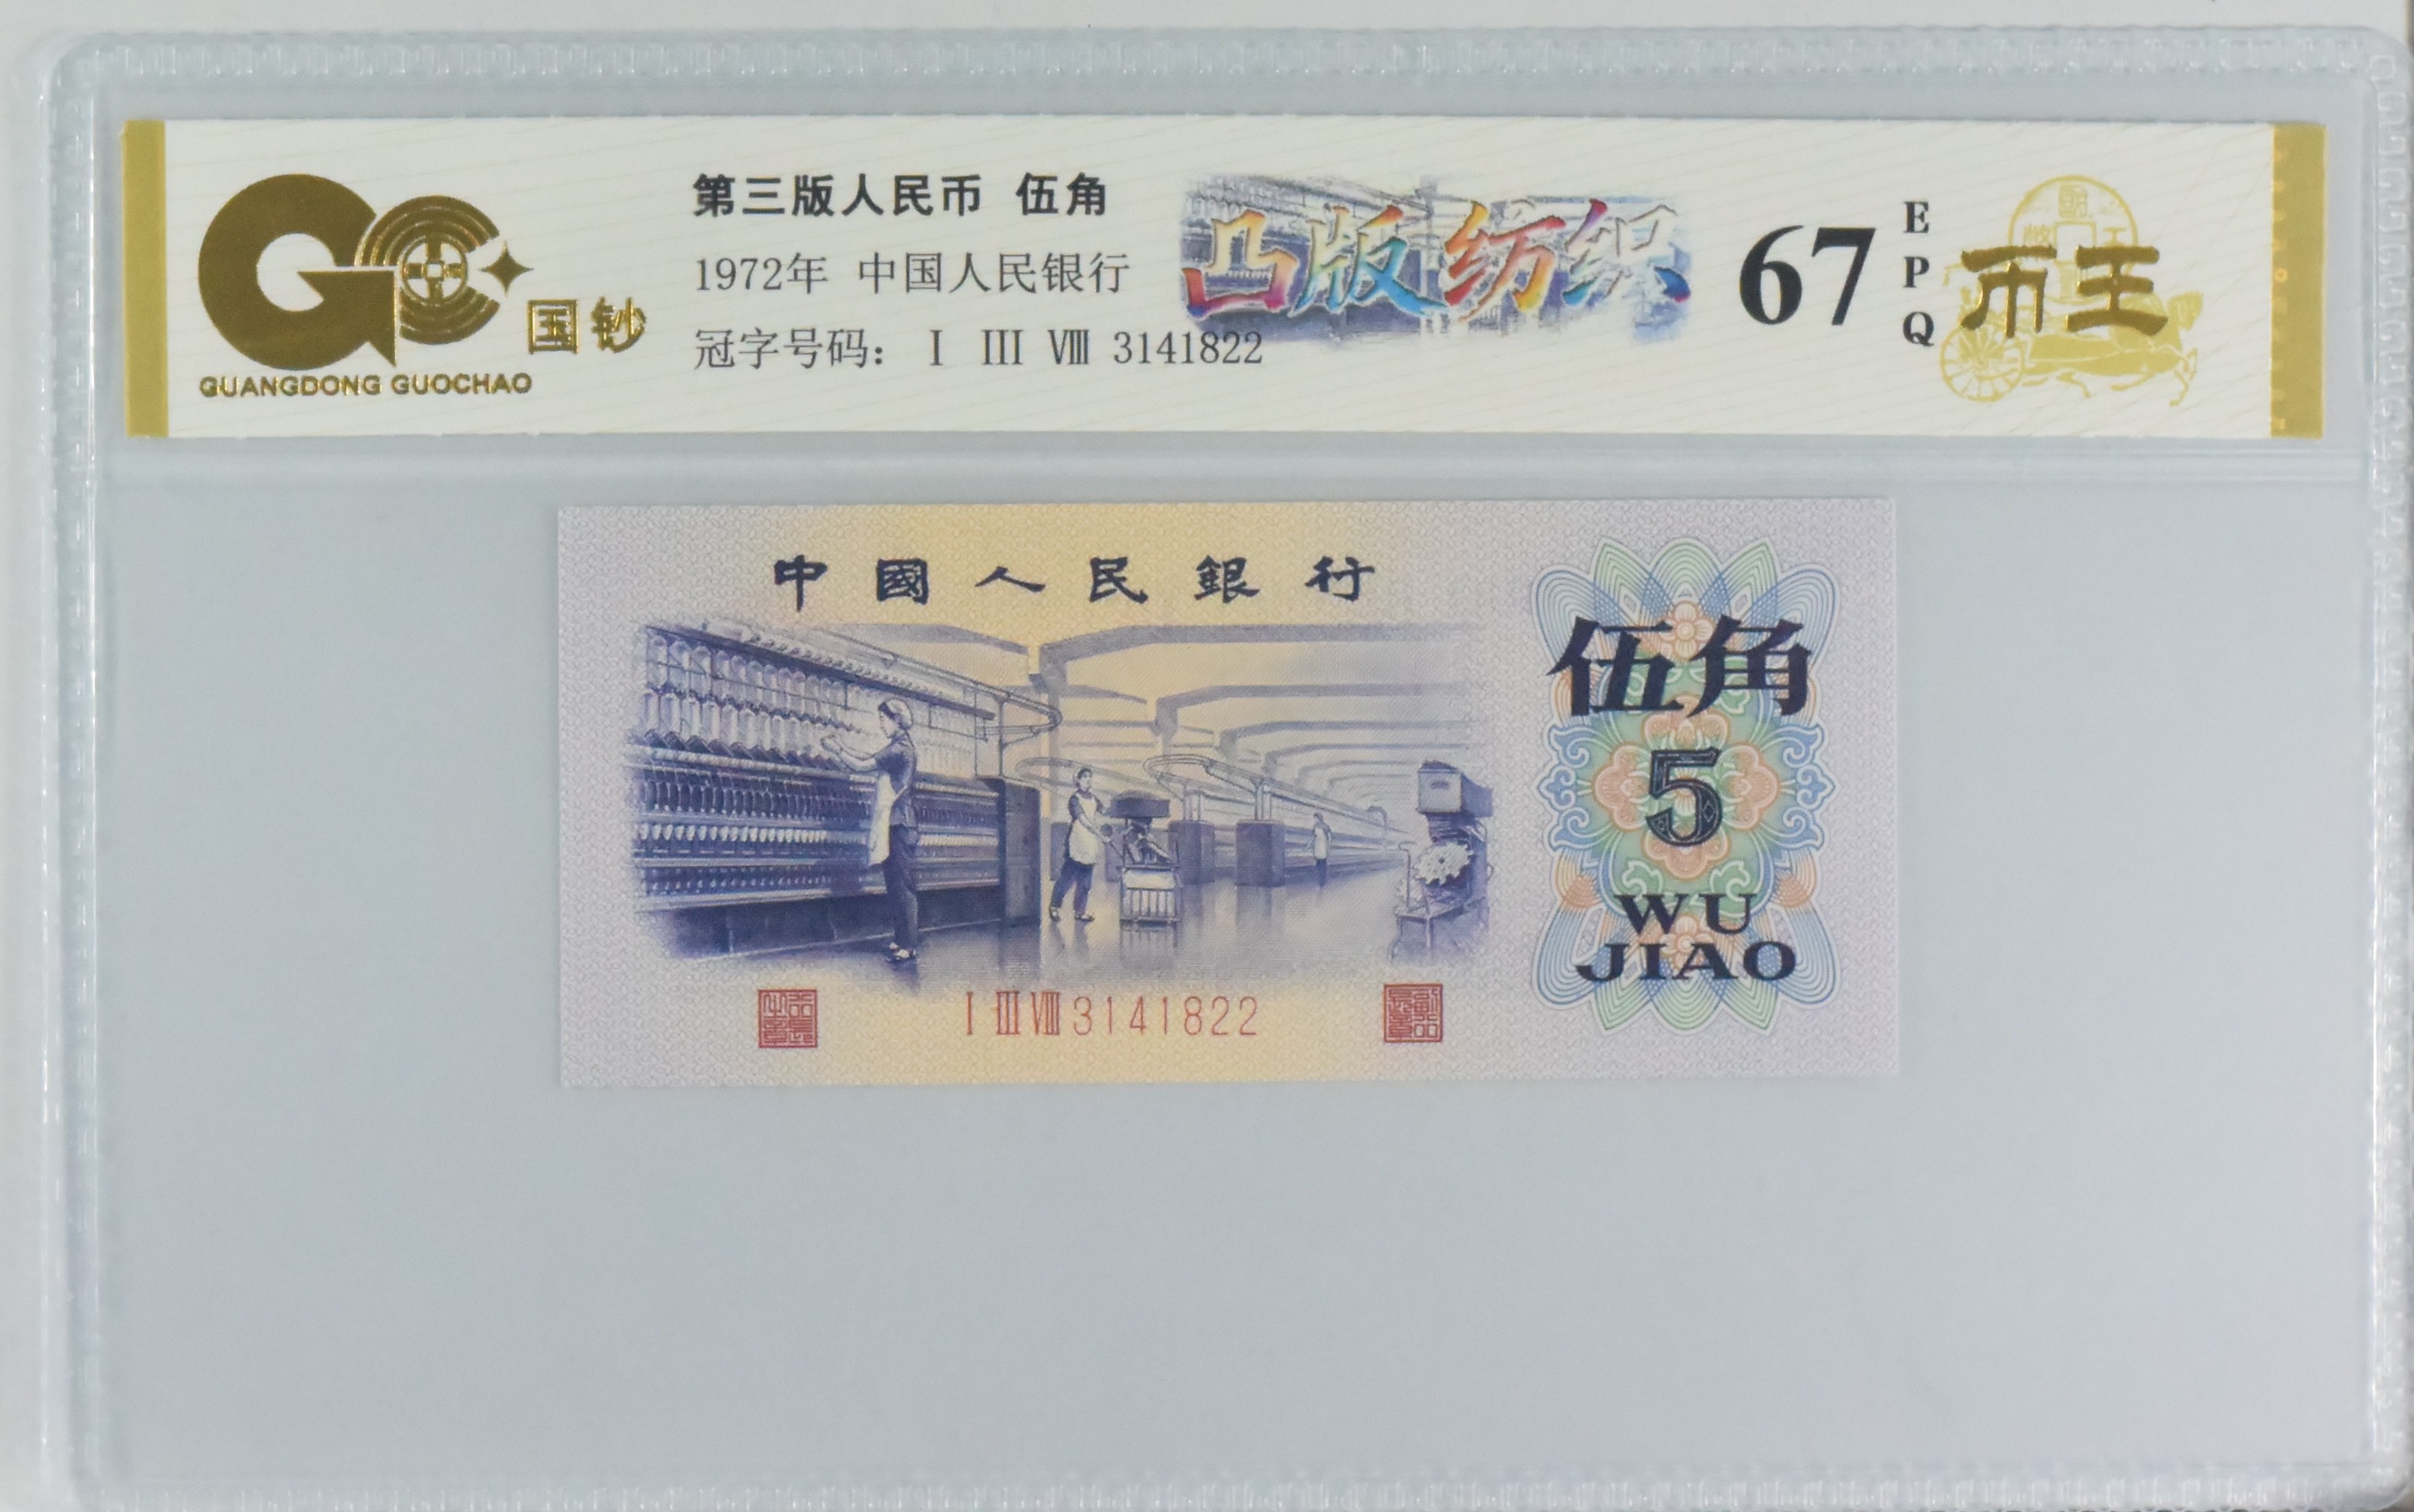 国钞
GUANGDONG GUOCHAO
第三版人民币 伍角
1972年 中国人民银行
冠字号码： I III VIII 3141822
凸版纺织
67
EPQ
币王
中國人民銀行
伍角
5
WU
JIAO
I III VIII 3141822